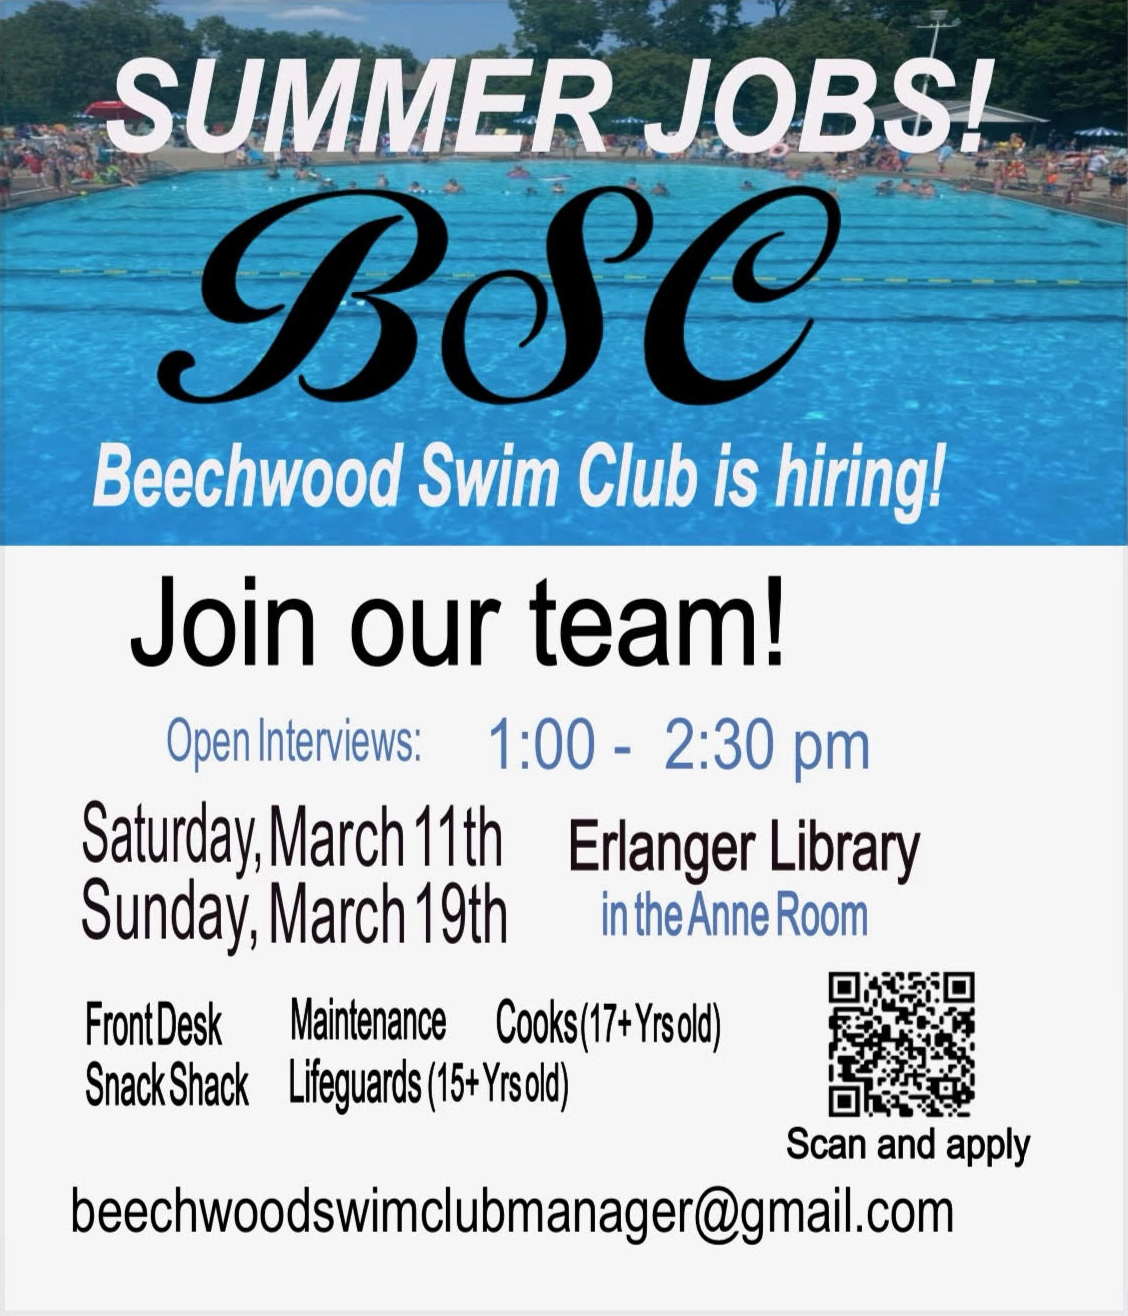 SUMMER JOBS!
BSC
Beechwood Swim Club is hiring!
Join our team!
Open Interviews: 1:00 - 2:30 pm
Saturday, March 11th
Sunday, March 19th
Erlanger Library
in the Anne Room
Front Desk Maintenance Cooks (17+ Yrs old)
Snack Shack Lifeguards (15+ Yrs old)
Scan and apply
beechwoodswimclubmanager@gmail.com